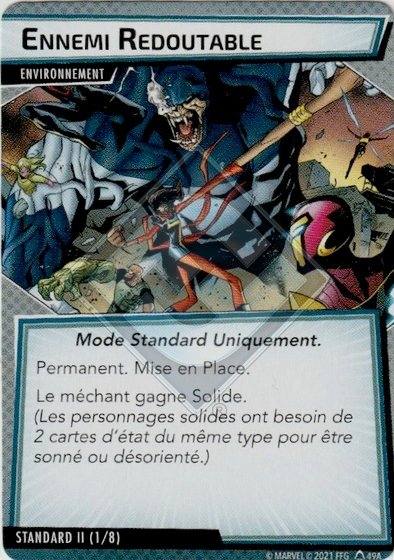 ENNEMI REDOUTABLE
ENVIRONNEMENT
Mode Standard Uniquement.
Permanent. Mise en Place.
Le méchant gagne Solide.
(Les personnages solides ont besoin de
2 cartes d'état du même type pour être
sonné ou désorienté.)
STANDARD II (1/8)
© MARVEL © 2021 FFG 49A